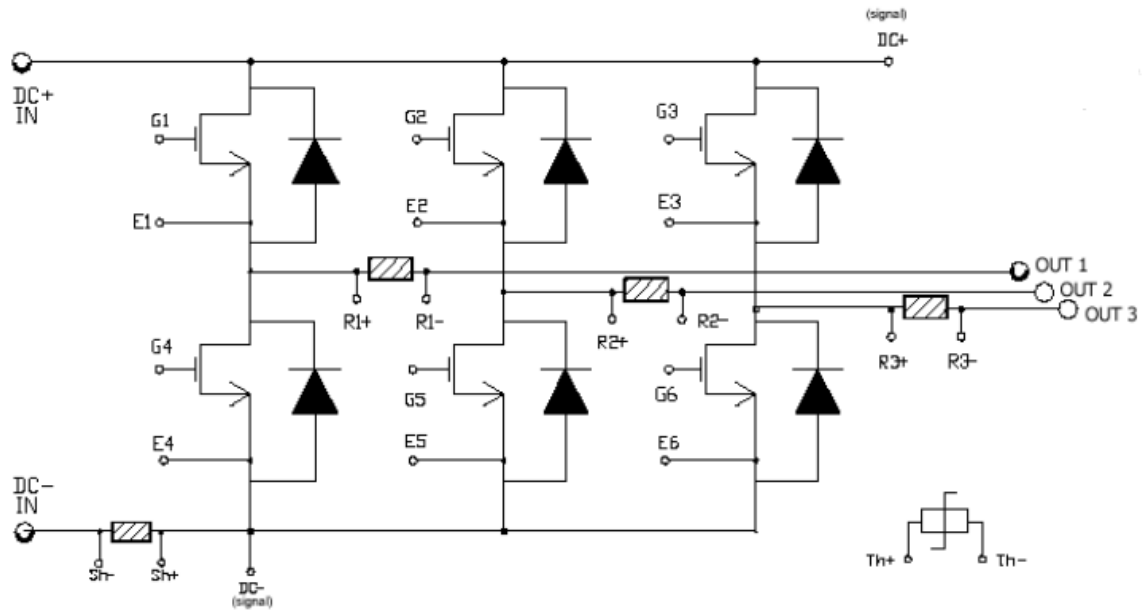 (signal)
DC+
DC+
IN
G1
G2
G3
E1
E2
E3
OUT 1
OUT 2
OUT 3
R1+
R1-
R2+
R2-
R3+
R3-
G4
G5
G6
E4
E5
E6
DC-
IN
Sh-
Sh+
DC-
(signal)
Th+
Th-